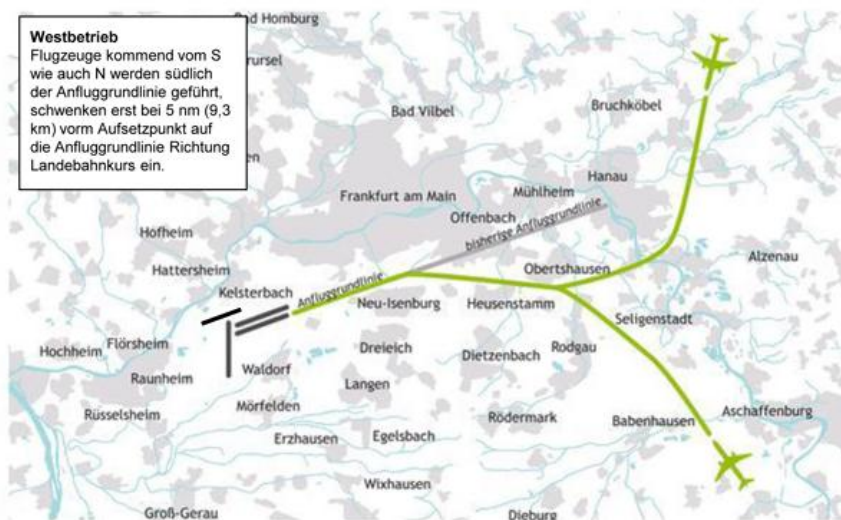 Westbetrieb
Flugzeuge kommend vom S
wie auch N werden südlich
der Anfluggrundlinie geführt,
schwenken erst bei 5 nm (9,3
km) vorm Aufsetzpunkt auf
die Anfluggrundlinie Richtung
Landebahnkurs ein.
Bad Homburg
Bad Vilbel
Bruchköbel
Hanau
Mühlheim
Frankfurt am Main
Offenbach
bisherige Anfluggrundlinie
Hofheim
Alzenau
Hattersheim
Obertshausen
Kelsterbach
Anfluggrundlinie
Neu-Isenburg
Heusenstamm
Seligenstadt
Flörsheim
Hochheim
Dreieich
Rodgau
Dietzenbach
Waldorf
Raunheim
Langen
Rüsselsheim
Mörfelden
Aschaffenburg
Rödermark
Babenhausen
Erzhausen
Egelsbach
Wixhausen
Groß-Gerau
Dieburg